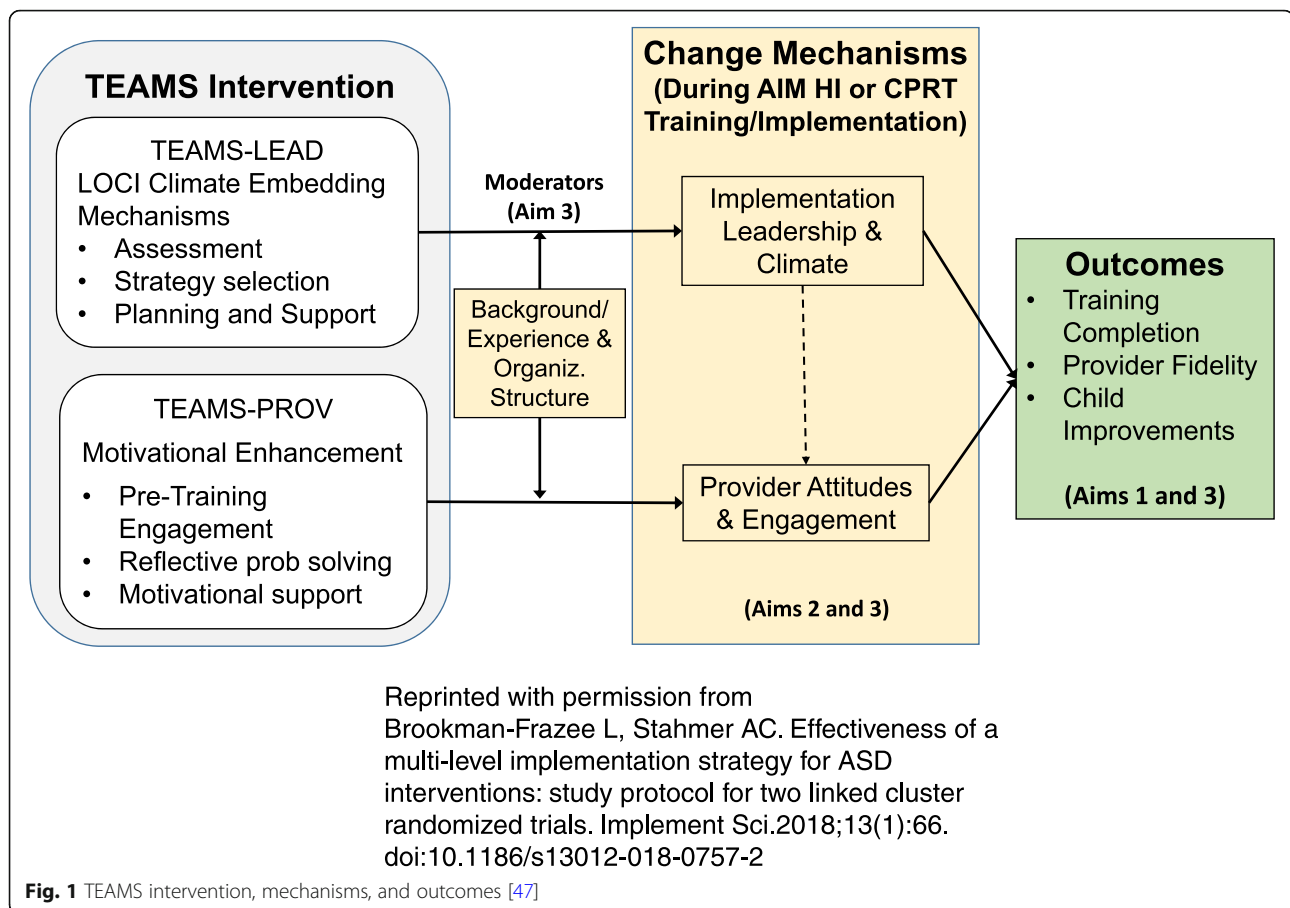 TEAMS Intervention
TEAMS-LEAD
LOCI Climate Embedding
Mechanisms
• Assessment
• Strategy selection
• Planning and Support
TEAMS-PROV
Motivational Enhancement
• Pre-Training
Engagement
• Reflective prob solving
• Motivational support
Moderators
(Aim 3)
Background/
Experience &
Organiz.
Structure
Change Mechanisms
(During AIM HI or CPRT
Training/Implementation)
Implementation
Leadership &
Climate
Provider Attitudes
& Engagement
(Aims 2 and 3)
Outcomes
• Training
Completion
• Provider Fidelity
• Child
Improvements
(Aims 1 and 3)
Reprinted with permission from
Brookman-Frazee L, Stahmer AC. Effectiveness of a
multi-level implementation strategy for ASD
interventions: study protocol for two linked cluster
randomized trials. Implement Sci.2018;13(1):66.
doi:10.1186/s13012-018-0757-2
Fig. 1 TEAMS intervention, mechanisms, and outcomes [47]